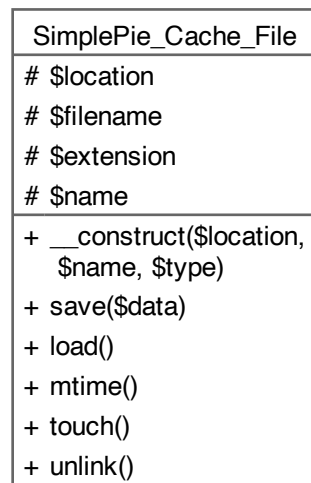 SimplePie_Cache_File
# $location
# $filename
# $extension
# $name
+ __construct($location,
$name, $type)
+ save($data)
+ load()
+ mtime()
+ touch()
+ unlink()